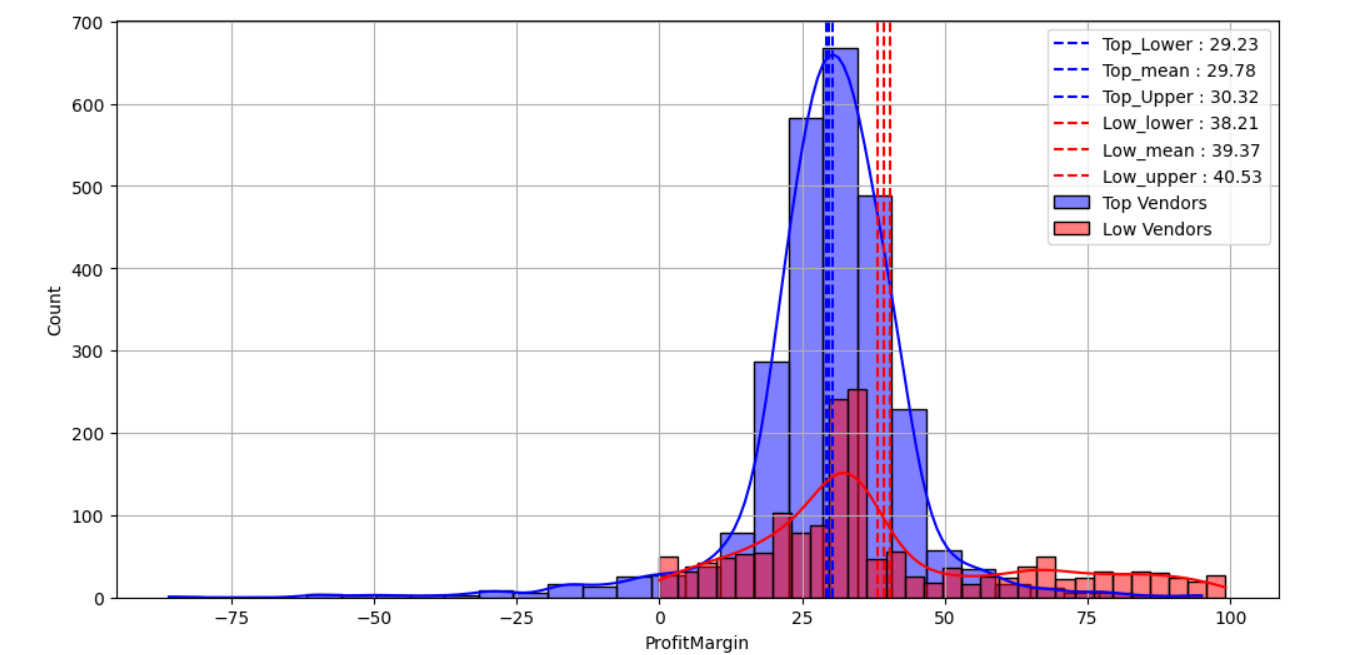 700
600
500
400
300
200
100
0
Count
−75
−50
−25
0
25
50
75
100
ProfitMargin
Top_Lower : 29.23
Top_mean : 29.78
Top_Upper : 30.32
Low_lower : 38.21
Low_mean : 39.37
Low_upper : 40.53
Top Vendors
Low Vendors